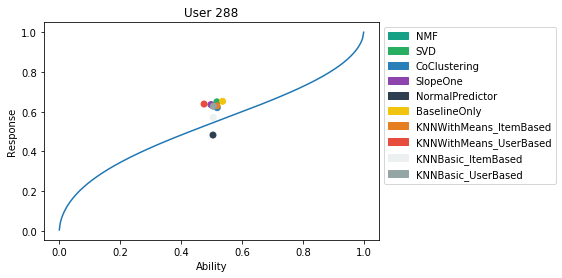 User 288
1.0
0.8
0.6
0.4
0.2
0.0
Response
0.0 0.2 0.4 0.6 0.8 1.0
Ability
NMF
SVD
CoClustering
SlopeOne
NormalPredictor
BaselineOnly
KNNWithMeans_ItemBased
KNNWithMeans_UserBased
KNNBasic_ItemBased
KNNBasic_UserBased